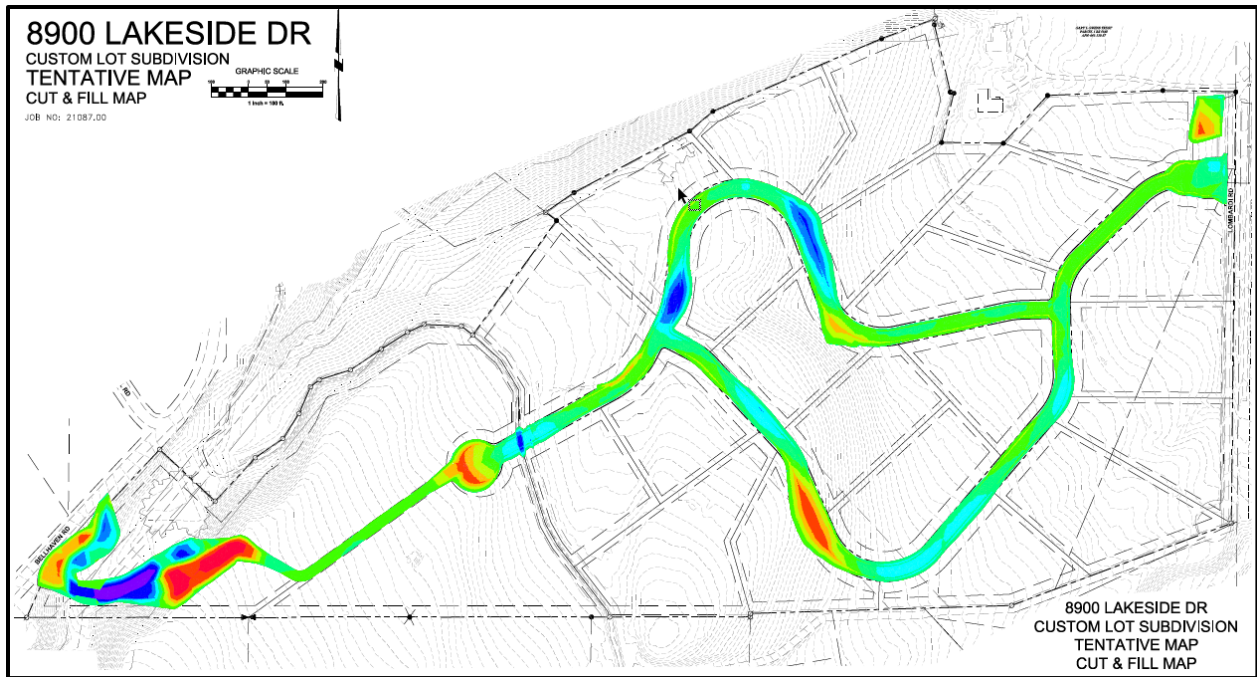 8900 LAKESIDE DR
CUSTOM LOT SUBDIVISION
TENTATIVE MAP
CUT & FILL MAP
JOB NO: 21087.00
GRAPHIC SCALE
1 inch = 100 ft.
RD
BELLHAVEN RD
LOMBARDI RD
8900 LAKESIDE DR
CUSTOM LOT SUBDIVISION
TENTATIVE MAP
CUT & FILL MAP